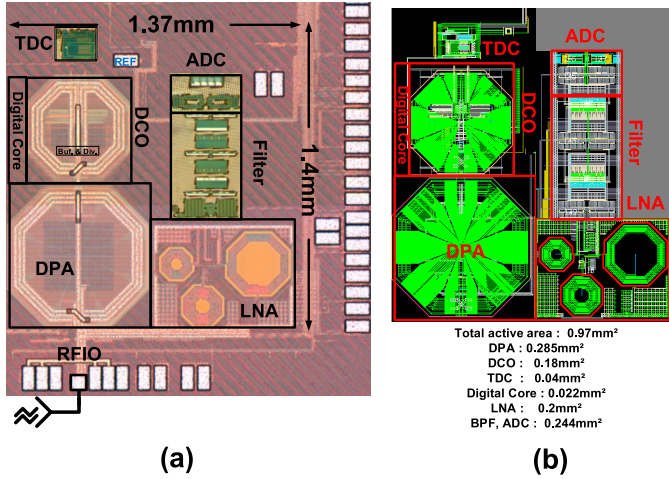 1.37mm
TDC
REF
ADC
Digital Core
DCO
Buf. & Div.
Filter
1.4mm
DPA
LNA
RFIO
(a)
TDC
ADC
Digital Core
DCO
Filter
LNA
DPA
Total active area : 0.97mm²
DPA : 0.285mm²
DCO : 0.18mm²
TDC : 0.04mm²
Digital Core : 0.022mm²
LNA : 0.2mm²
BPF, ADC : 0.244mm²
(b)